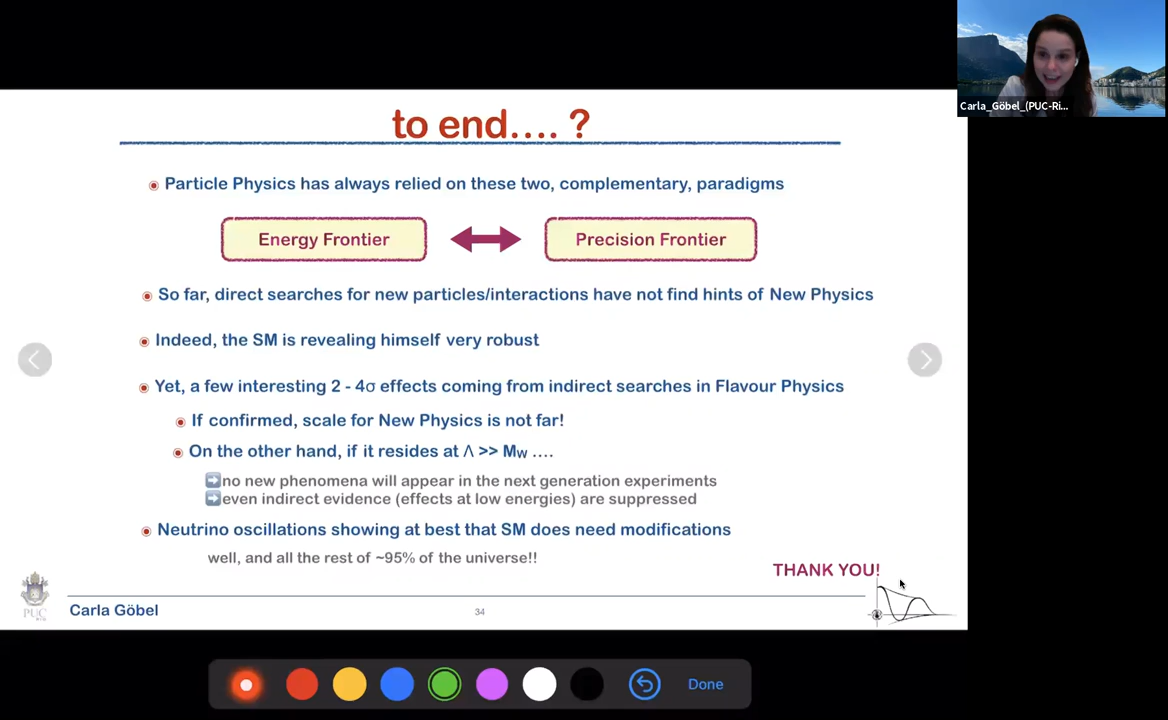 Carla_Göbel_(PUC-Ri...
to end.... ?
Particle Physics has always relied on these two, complementary, paradigms
Energy Frontier
Precision Frontier
So far, direct searches for new particles/interactions have not find hints of New Physics
Indeed, the SM is revealing himself very robust
Yet, a few interesting 2 - 4σ effects coming from indirect searches in Flavour Physics
If confirmed, scale for New Physics is not far!
On the other hand, if it resides at Λ >> MW ....
no new phenomena will appear in the next generation experiments
even indirect evidence (effects at low energies) are suppressed
Neutrino oscillations showing at best that SM does need modifications
well, and all the rest of ~95% of the universe!!
THANK YOU!
PUC
Carla Göbel
34
Done